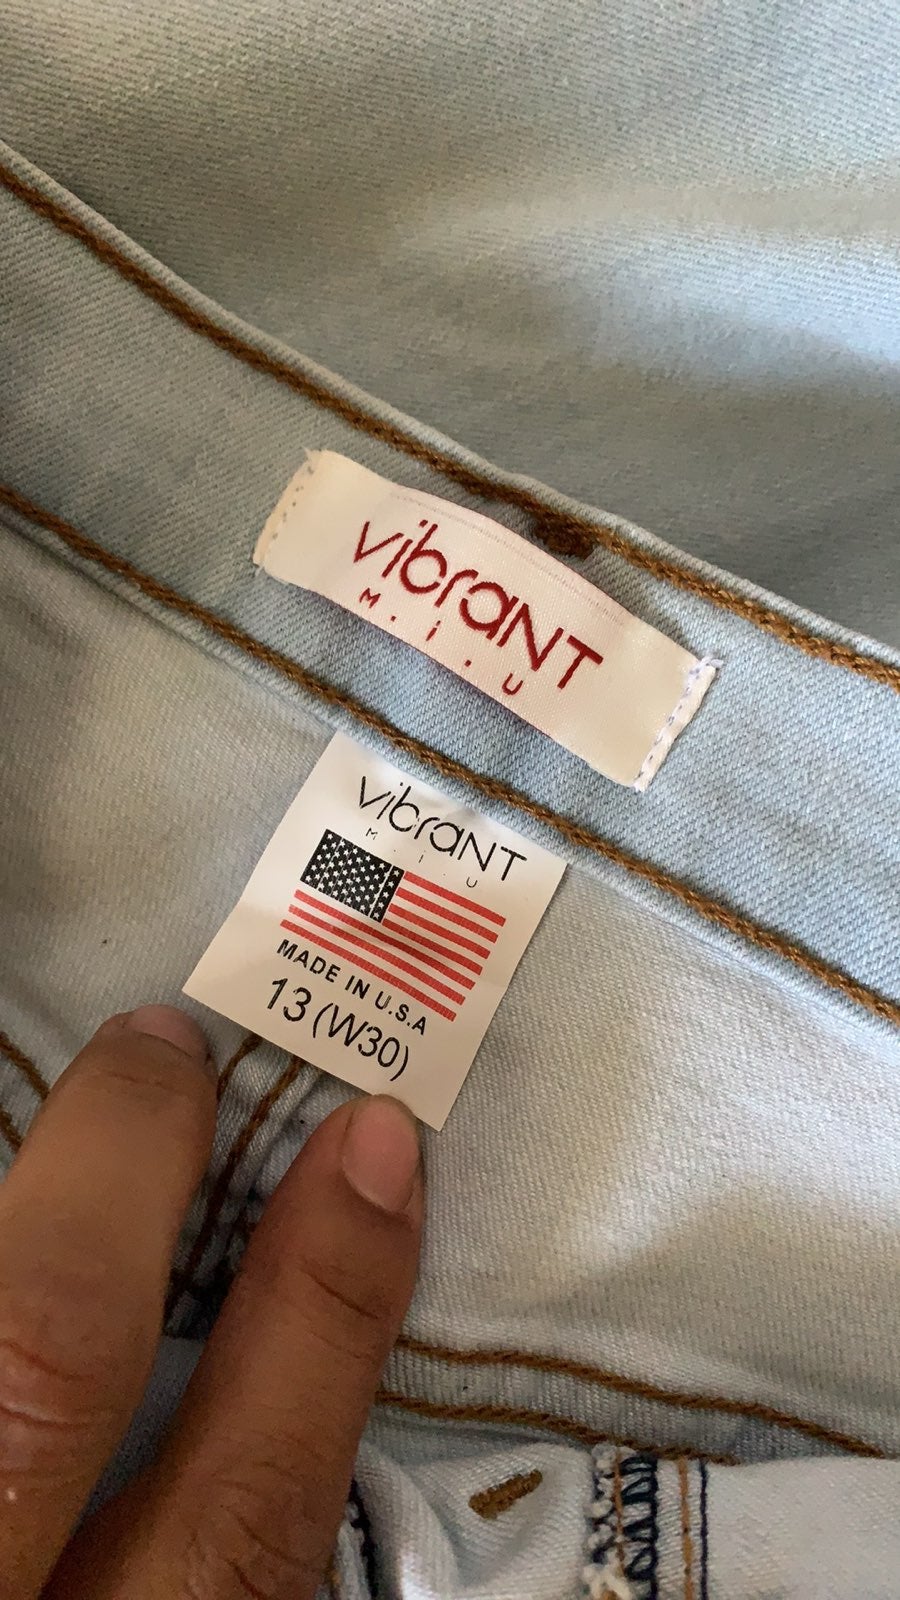 vibraNT
M.i.U
vibraNT
M.i.U
MADE IN U.S.A
13 (W30)